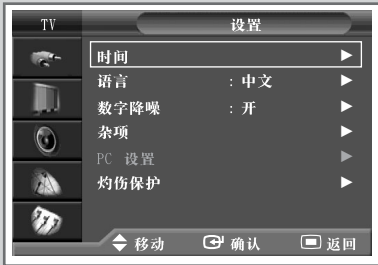 TV 设置
时间
语言 : 中文
数字降噪 : 开
杂项
PC 设置
灼伤保护
移动 确认 返回